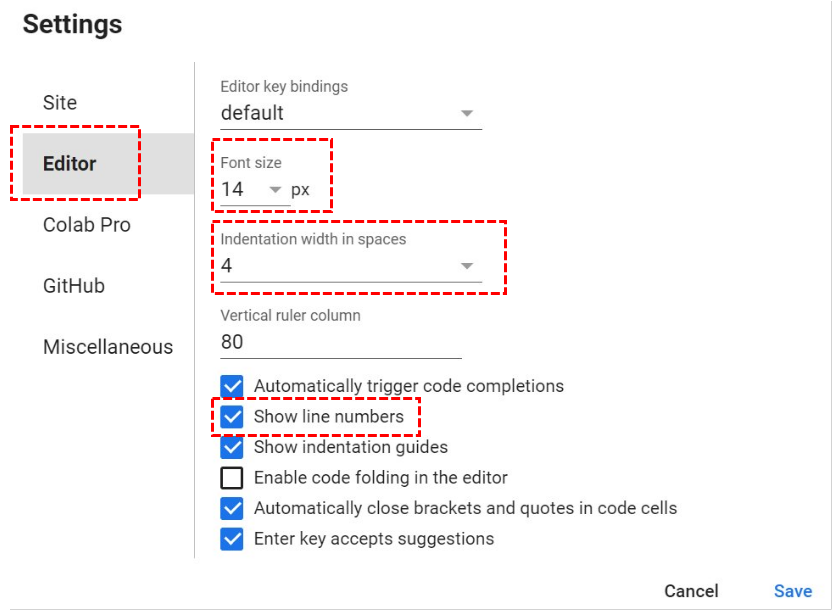 Settings
Site
Editor
Colab Pro
GitHub
Miscellaneous
Editor key bindings
default
Font size
14 px
Indentation width in spaces
4
Vertical ruler column
80
Automatically trigger code completions
Show line numbers
Show indentation guides
Enable code folding in the editor
Automatically close brackets and quotes in code cells
Enter key accepts suggestions
Cancel Save